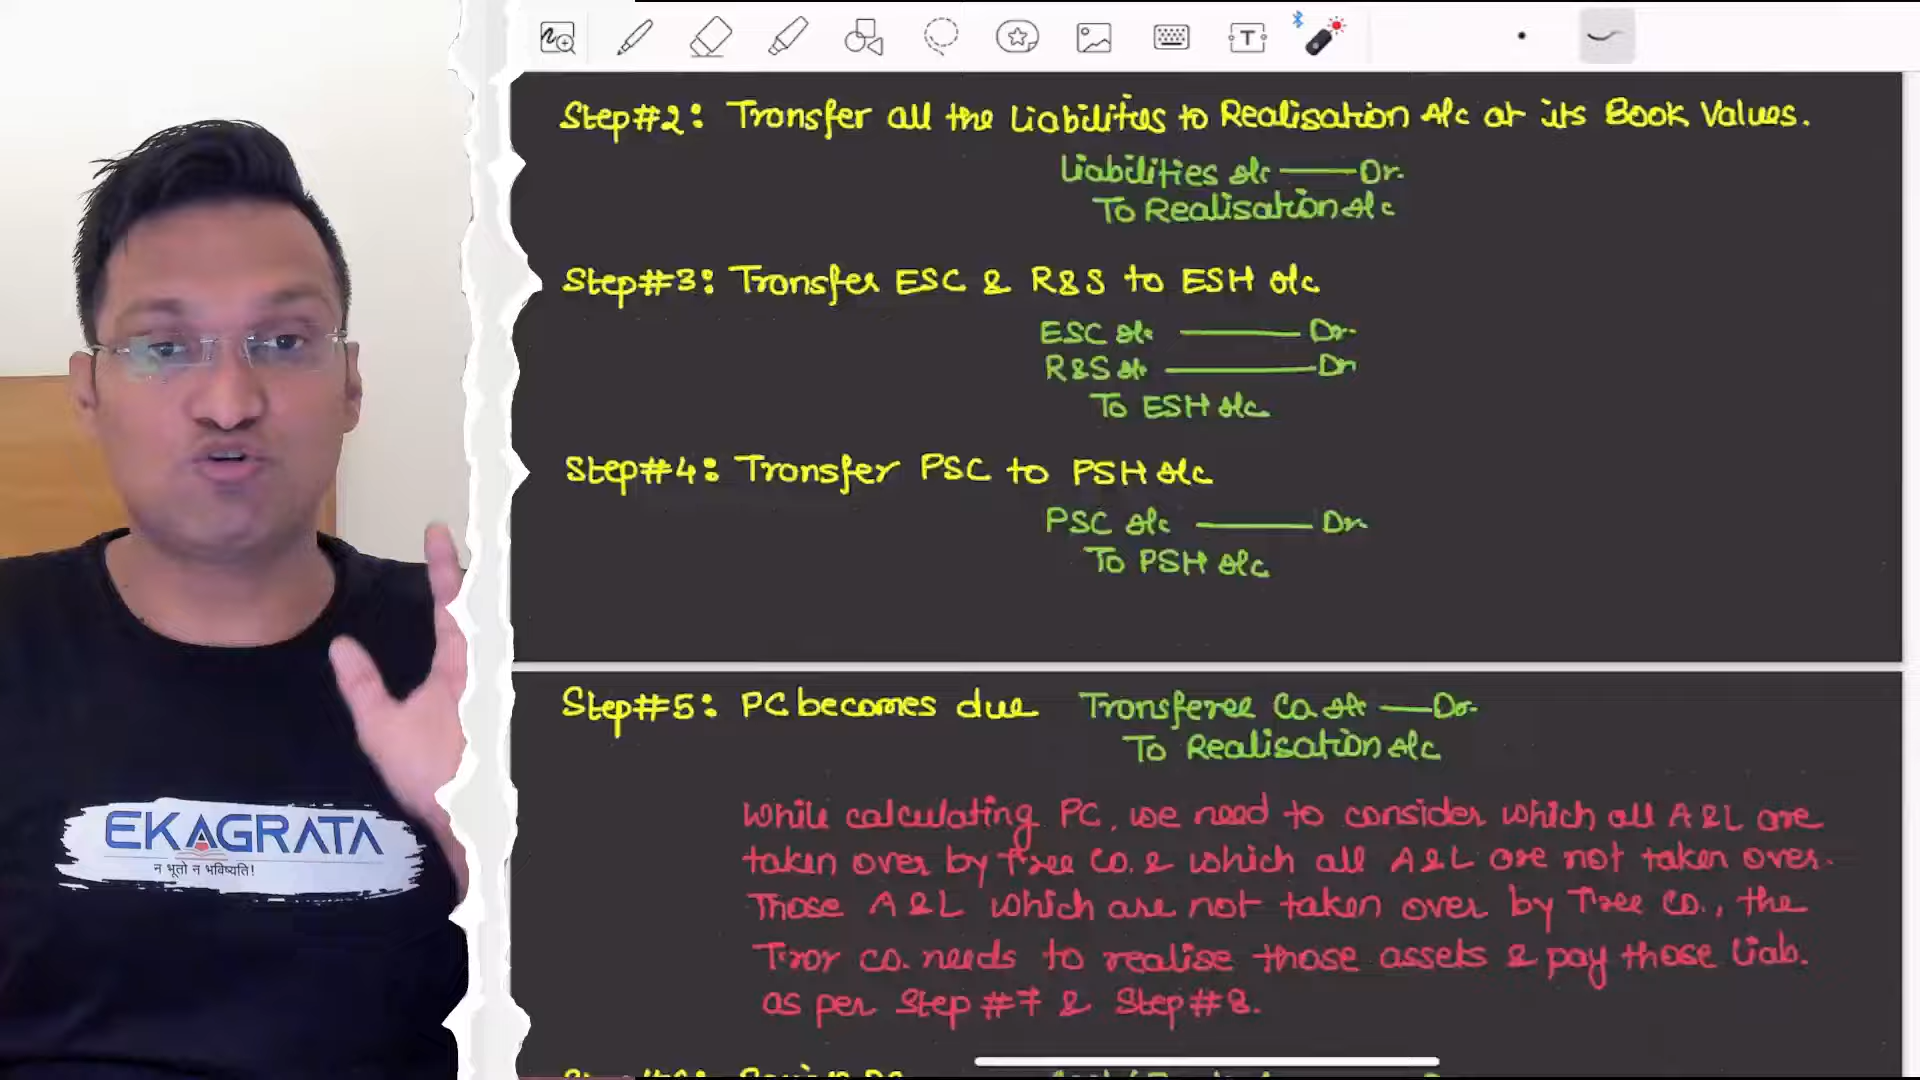 Step#2: Transfer all the Liabilities to Realisation A/c at its Book Values.
Liabilities a/c —— Dr.
To Realisation a/c
Step#3: Transfer ESC & R&S to ESH a/c
ESC a/c —— Dr.
R&S a/c —— Dr.
To ESH a/c
Step#4: Transfer PSC to PSH a/c
PSC a/c —— Dr.
To PSH a/c
Step#5: PC becomes due Transferee Co. a/c —— Dr.
To Realisation a/c
While calculating PC, we need to consider which all A&L are
taken over by Tree Co. & which all A&L are not taken over.
Those A&L which are not taken over by Tree Co., the
Tror co. needs to realise those assets & pay those Liab.
as per Step #7 & Step #8.
EKAGRATA
न भूतो न भविष्यति!